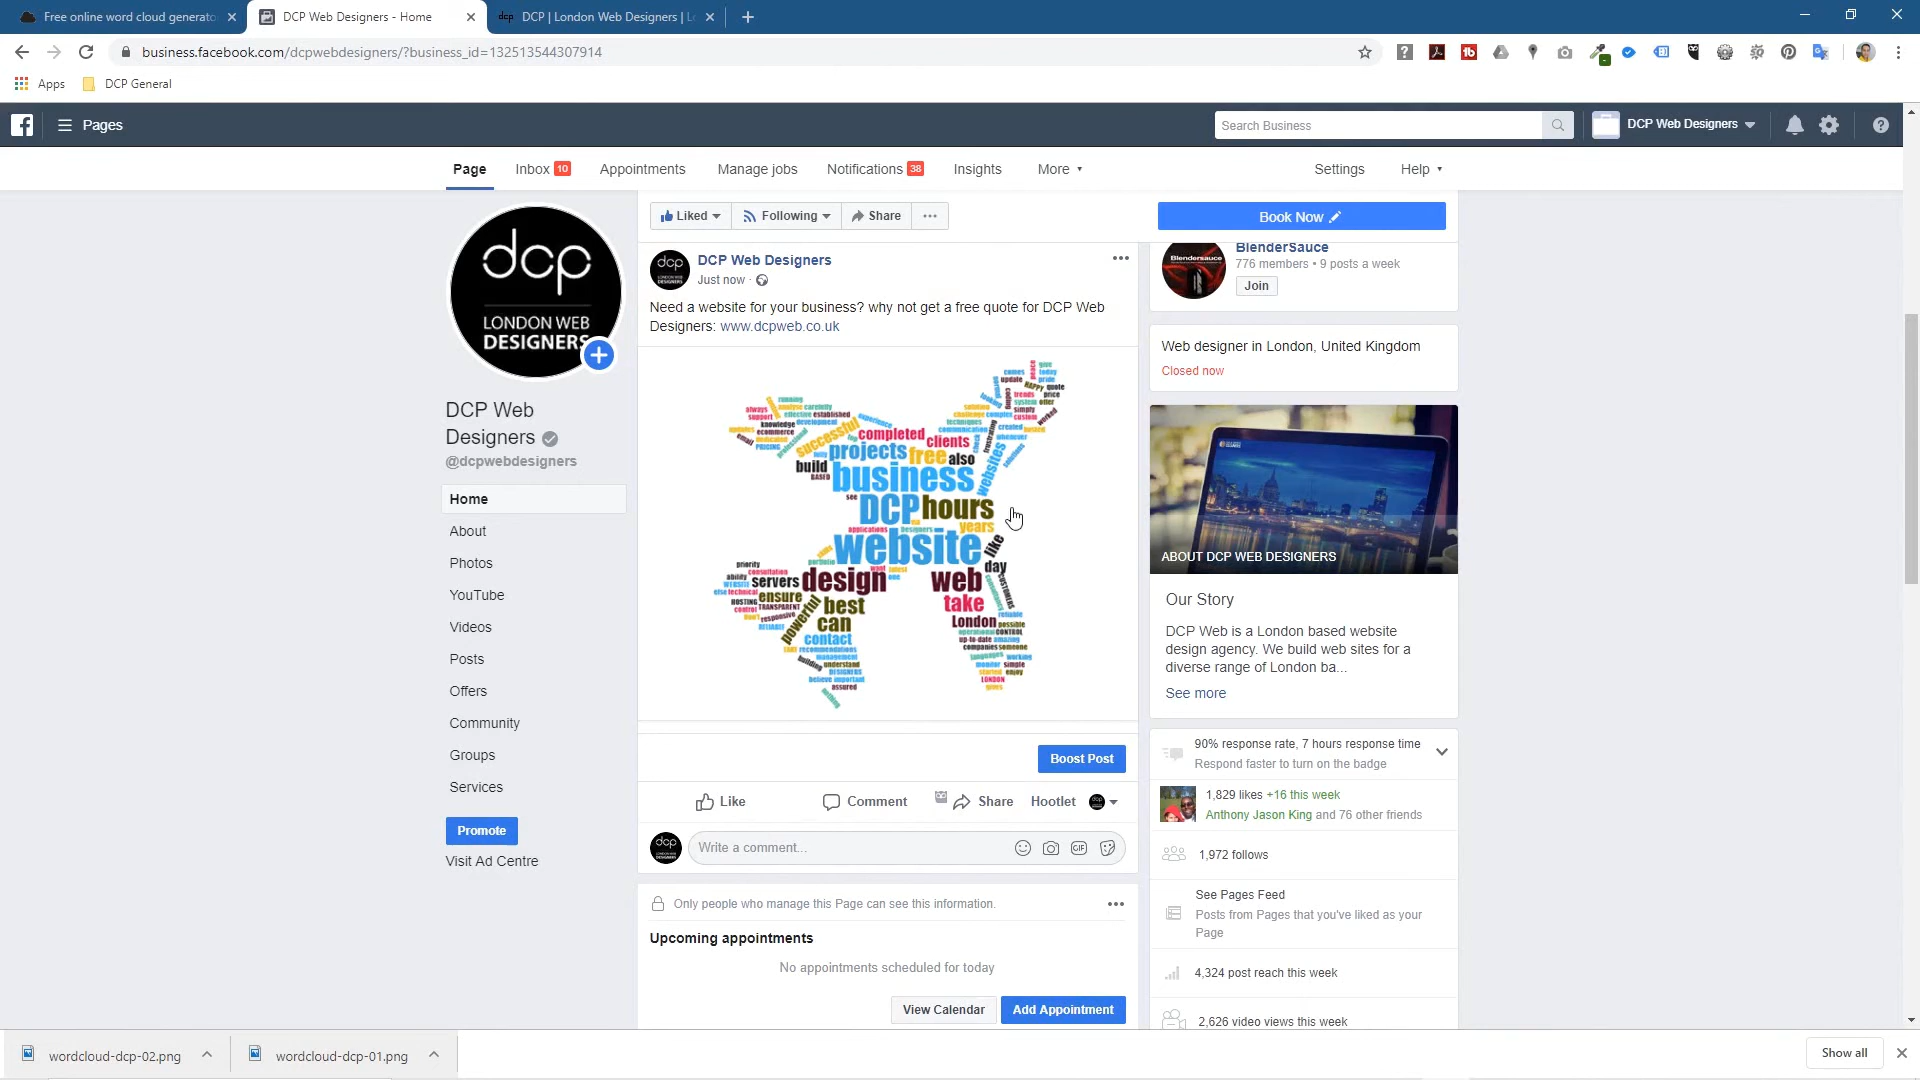 Free online word cloud generato
DCP Web Designers - Home
dcp DCP | London Web Designers | Lo
business.facebook.com/dcpwebdesigners/?business_id=132513544307914
Apps
DCP General
Pages
Search Business
DCP Web Designers
Page
Inbox 10
Appointments
Manage jobs
Notifications 38
Insights
More
Settings
Help
Liked
Following
Share
Book Now
dcp
LONDON WEB
DESIGNERS
DCP Web
Designers
@dcpwebdesigners
Home
About
Photos
YouTube
Videos
Posts
Offers
Community
Groups
Services
Promote
Visit Ad Centre
DCP Web Designers
Just now
Need a website for your business? why not get a free quote for DCP Web
Designers: www.dcpweb.co.uk
successful
completed
clients
projects
free
also
build
business
websites
DCP
hours
years
website
like
day
servers
design
web
ensure
best
take
powerful
can
London
contact
Boost Post
Like
Comment
Share
Hootlet
Write a comment...
GIF
Only people who manage this Page can see this information.
Upcoming appointments
No appointments scheduled for today
View Calendar
Add Appointment
BlenderSauce
776 members • 9 posts a week
Join
Web designer in London, United Kingdom
Closed now
ABOUT DCP WEB DESIGNERS
Our Story
DCP Web is a London based website
design agency. We build web sites for a
diverse range of London ba...
See more
90% response rate, 7 hours response time
Respond faster to turn on the badge
1,829 likes +16 this week
Anthony Jason King and 76 other friends
1,972 follows
See Pages Feed
Posts from Pages that you've liked as your
Page
4,324 post reach this week
2,626 video views this week
wordcloud-dcp-02.png
wordcloud-dcp-01.png
Show all